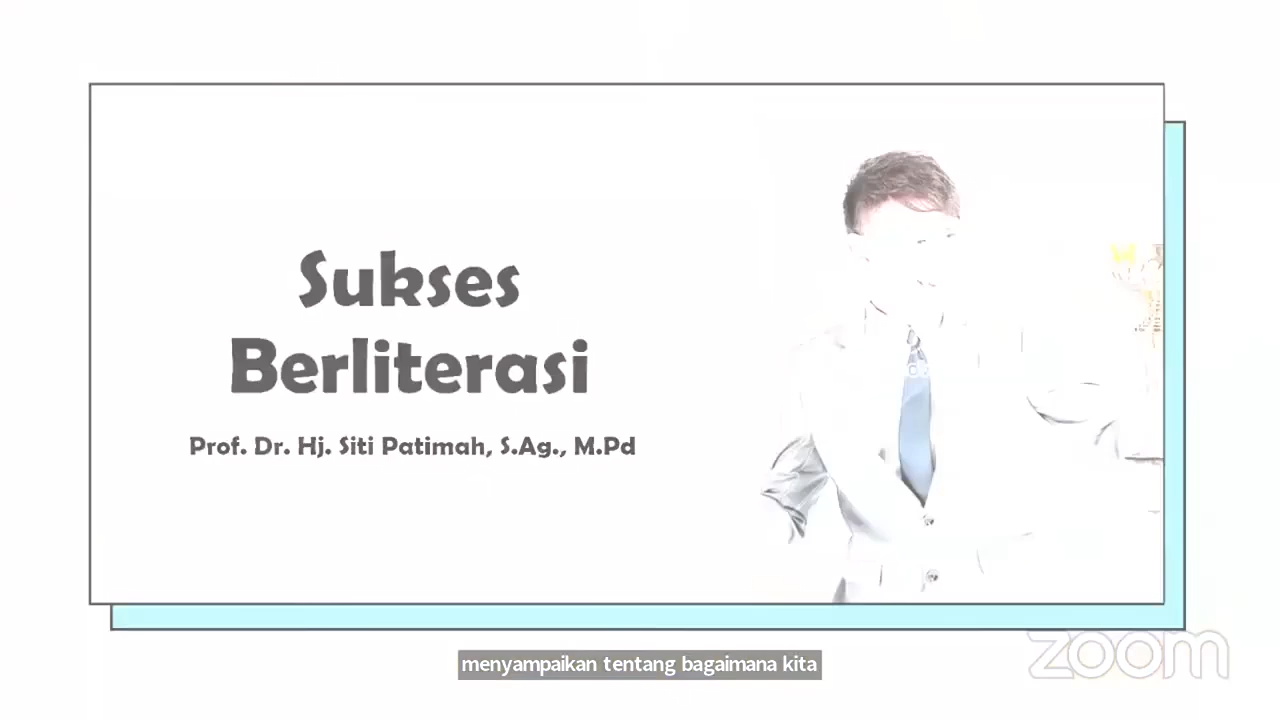 Sukses
Berliterasi
Prof. Dr. Hj. Siti Patimah, S.Ag., M.Pd
menyampaikan tentang bagaimana kita
zoom